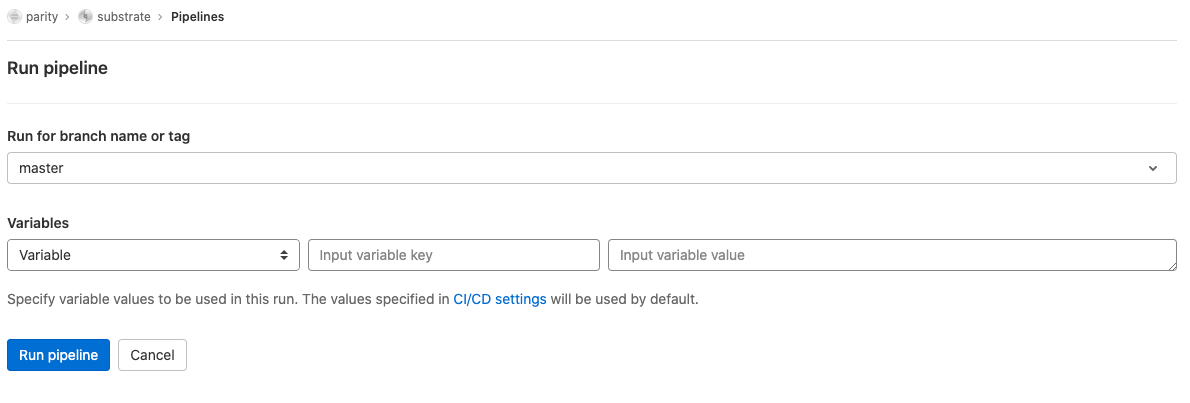 parity › substrate › Pipelines
Run pipeline
Run for branch name or tag
master
Variables
Variable Input variable key Input variable value
Specify variable values to be used in this run. The values specified in CI/CD settings will be used by default.
Run pipeline Cancel